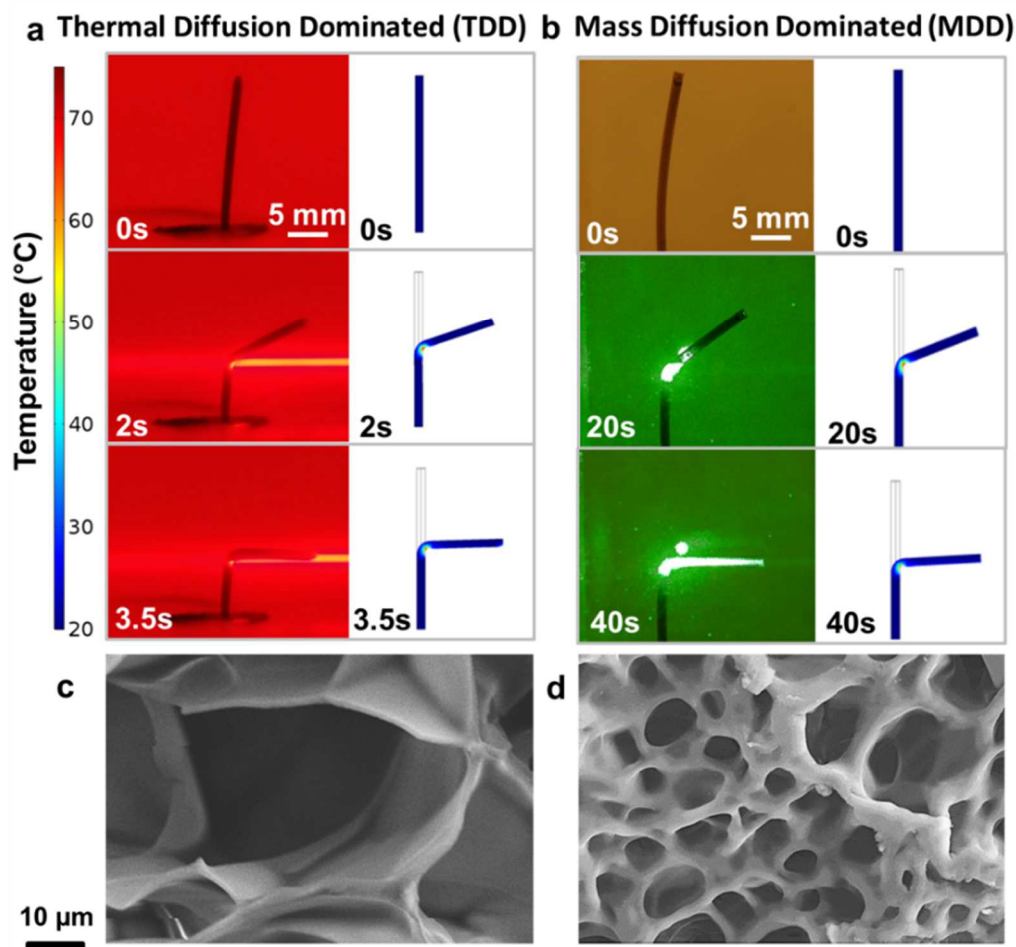 a Thermal Diffusion Dominated (TDD)
b Mass Diffusion Dominated (MDD)
Temperature (°C)
70
60
50
40
30
20
0s
5 mm
0s
0s
5 mm
0s
2s
2s
20s
20s
3.5s
3.5s
40s
40s
c
d
10 μm